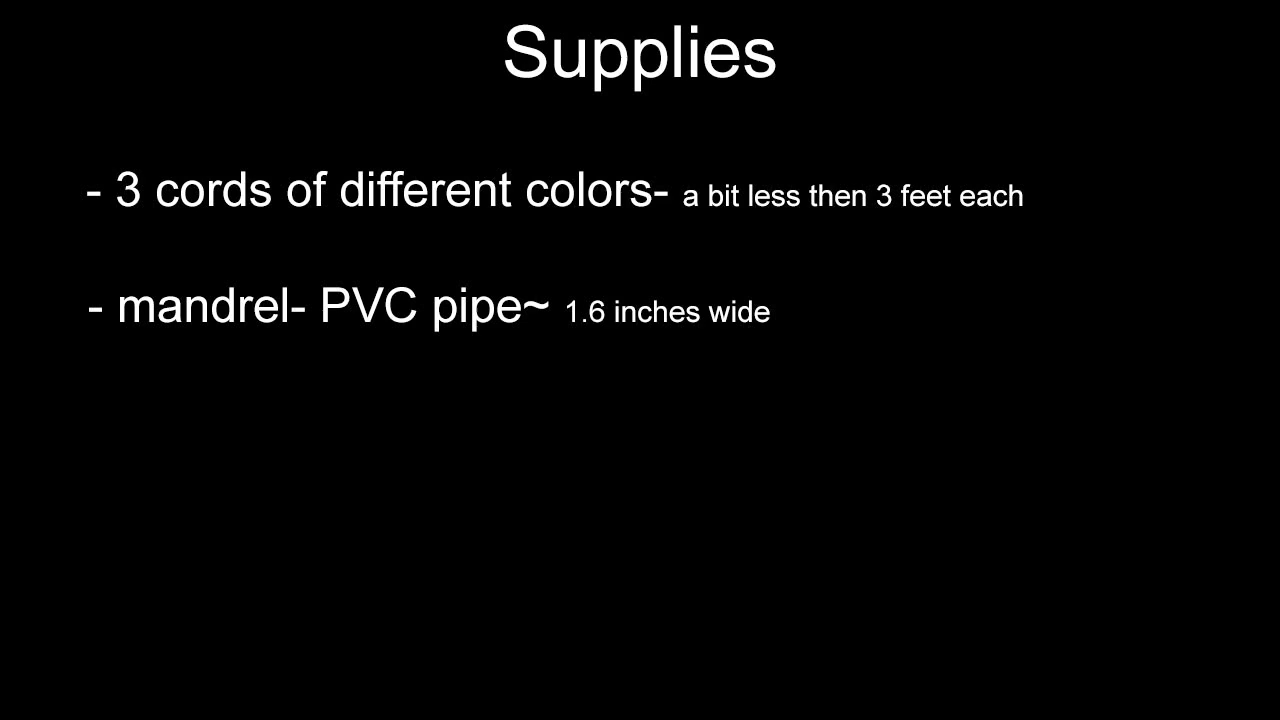 Supplies
- 3 cords of different colors- a bit less then 3 feet each
- mandrel- PVC pipe~ 1.6 inches wide